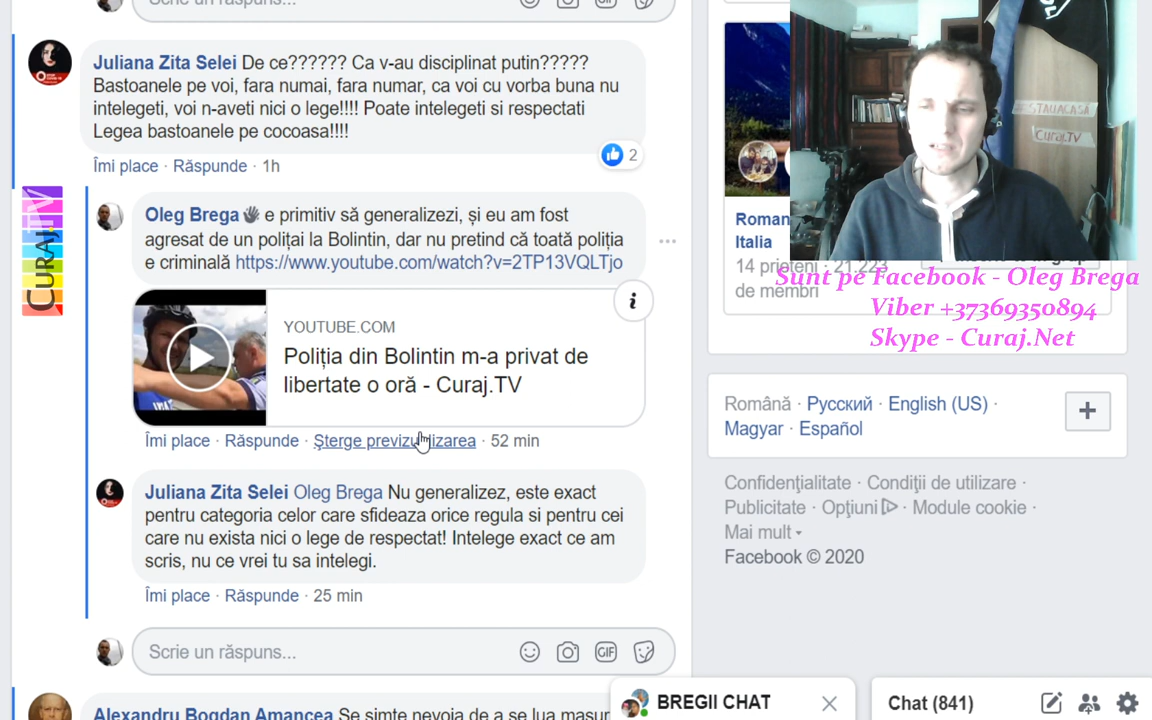 Scrie un răspuns...
Juliana Zita Selei De ce?????? Ca v-au disciplinat putin?????
Bastoanele pe voi, fara numai, fara numar, ca voi cu vorba buna nu
intelegeti, voi n-aveti nici o lege!!!! Poate intelegeti si respectati
Legea bastoanele pe cocoasa!!!!
2
Îmi place · Răspunde · 1h
CURAJ.TV
Oleg Brega e primitiv să generalizezi, și eu am fost
agresat de un polițai la Bolintin, dar nu pretind că toată poliția
e criminală https://www.youtube.com/watch?v=2TP13VQLTjo
YOUTUBE.COM
Poliția din Bolintin m-a privat de
libertate o oră - Curaj.TV
Îmi place · Răspunde · Şterge previzualizarea · 52 min
Juliana Zita Selei Oleg Brega Nu generalizez, este exact
pentru categoria celor care sfideaza orice regula si pentru cei
care nu exista nici o lege de respectat! Intelege exact ce am
scris, nu ce vrei tu sa intelegi.
Îmi place · Răspunde · 25 min
Scrie un răspuns...
GIF
Alexandru Bogdan Amancea Se simte nevoia de a se lua masur
#STAUACASĂ
Curaj.TV
Roman
Italia
14 prieteni · 21.223
de membri
Sunt pe Facebook - Oleg Brega
Viber +37369350894
Skype - Curaj.Net
Română · Русский · English (US) ·
Magyar · Español
Confidenţialitate · Condiţii de utilizare ·
Publicitate · Opţiuni · Module cookie ·
Mai mult
Facebook © 2020
BREGII CHAT
Chat (841)